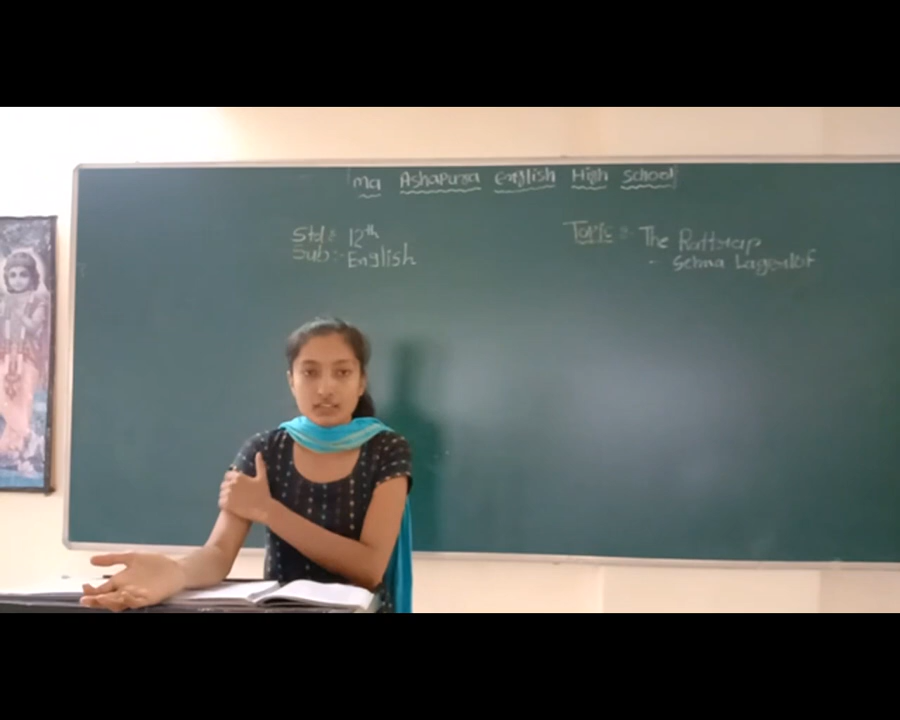 Ma Ashapura English High School
Std :- 12th
Sub :- English
Topic :- The Rattrap
- Selma Lagerlof